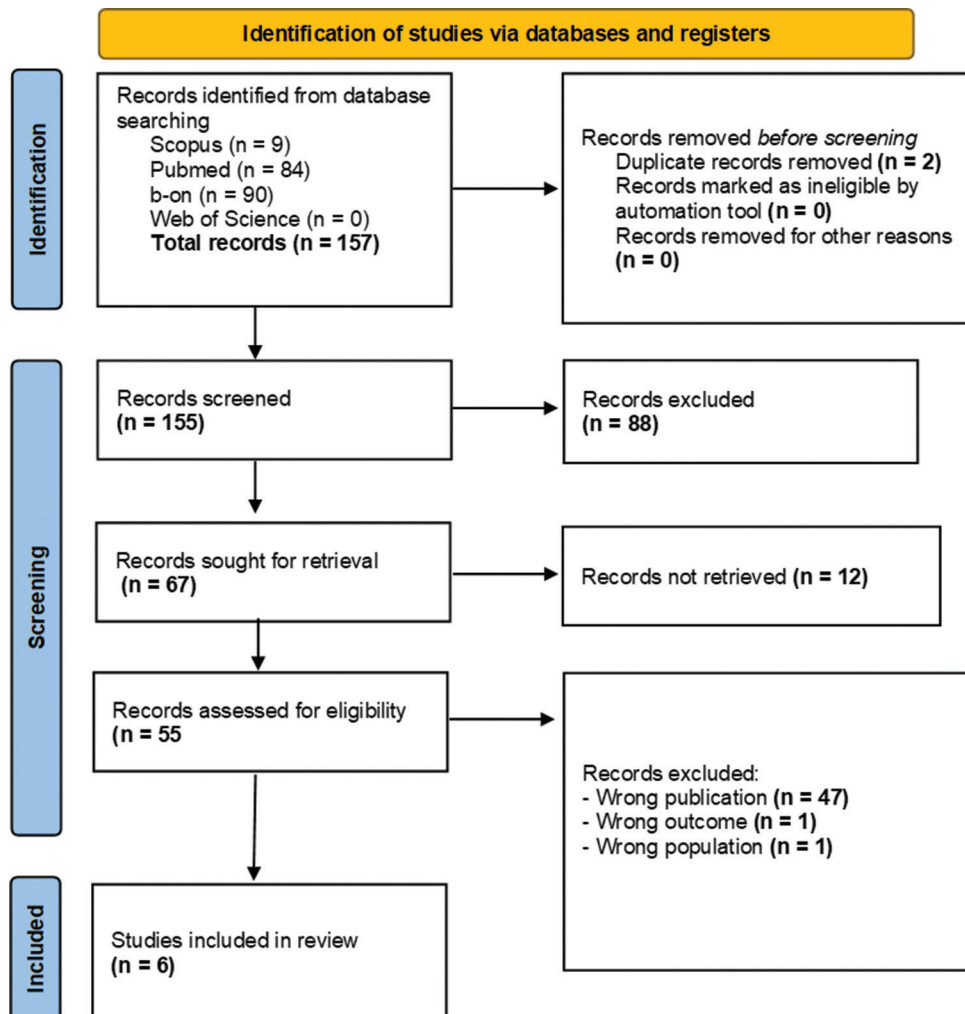 Identification of studies via databases and registers
Identification
Records identified from database
searching
Scopus (n = 9)
Pubmed (n = 84)
b-on (n = 90)
Web of Science (n = 0)
Total records (n = 157)
Records removed before screening
Duplicate records removed (n = 2)
Records marked as ineligible by
automation tool (n = 0)
Records removed for other reasons
(n = 0)
Screening
Records screened
(n = 155)
Records excluded
(n = 88)
Records sought for retrieval
(n = 67)
Records not retrieved (n = 12)
Records assessed for eligibility
(n = 55
Records excluded:
- Wrong publication (n = 47)
- Wrong outcome (n = 1)
- Wrong population (n = 1)
Included
Studies included in review
(n = 6)